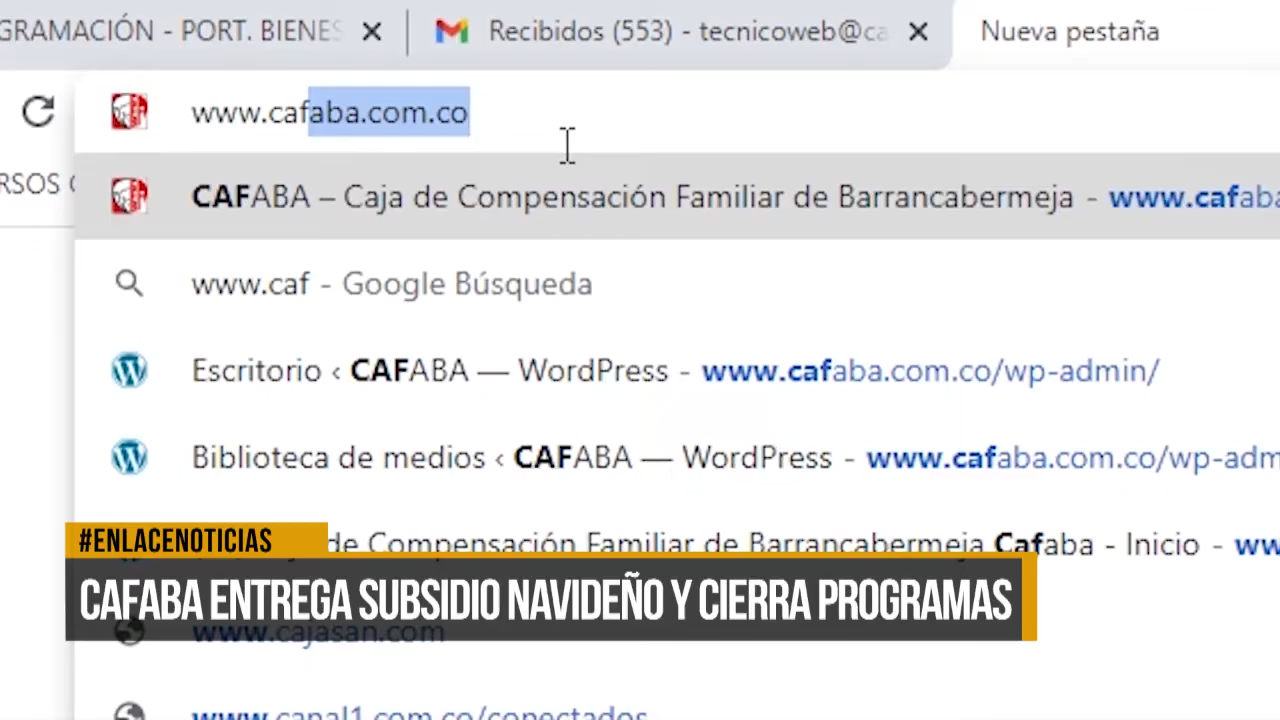 GRAMACIÓN - PORT. BIENES
Recibidos (553) - tecnicoweb@ca
Nueva pestaña
www.cafaba.com.co
RSOS
CAFABA – Caja de Compensación Familiar de Barrancabermeja - www.cafaba
www.caf - Google Búsqueda
Escritorio ‹ CAFABA — WordPress - www.cafaba.com.co/wp-admin/
Biblioteca de medios ‹ CAFABA — WordPress - www.cafaba.com.co/wp-adm
#ENLACENOTICIAS
de Compensación Familiar de Barrancabermeja Cafaba - Inicio - ww
CAFABA ENTREGA SUBSIDIO NAVIDEÑO Y CIERRA PROGRAMAS
www.cajasan.com
www.canal1.com.co/conectados